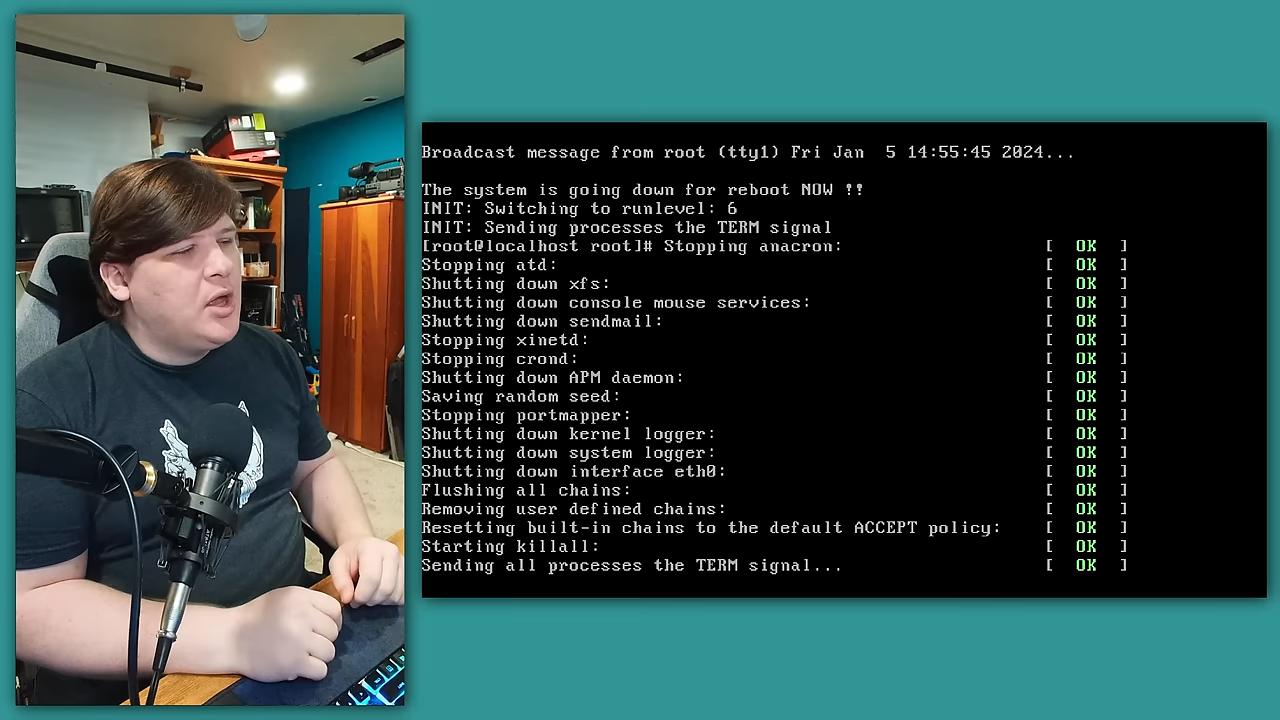 Broadcast message from root (tty1) Fri Jan  5 14:55:45 2024...
The system is going down for reboot NOW !!
INIT: Switching to runlevel: 6
INIT: Sending processes the TERM signal
[root@localhost root]# Stopping anacron: [ OK ]
Stopping atd: [ OK ]
Shutting down xfs: [ OK ]
Shutting down console mouse services: [ OK ]
Shutting down sendmail: [ OK ]
Stopping xinetd: [ OK ]
Stopping crond: [ OK ]
Shutting down APM daemon: [ OK ]
Saving random seed: [ OK ]
Stopping portmapper: [ OK ]
Shutting down kernel logger: [ OK ]
Shutting down system logger: [ OK ]
Shutting down interface eth0: [ OK ]
Flushing all chains: [ OK ]
Removing user defined chains: [ OK ]
Resetting built-in chains to the default ACCEPT policy: [ OK ]
Starting killall: [ OK ]
Sending all processes the TERM signal... [ OK ]